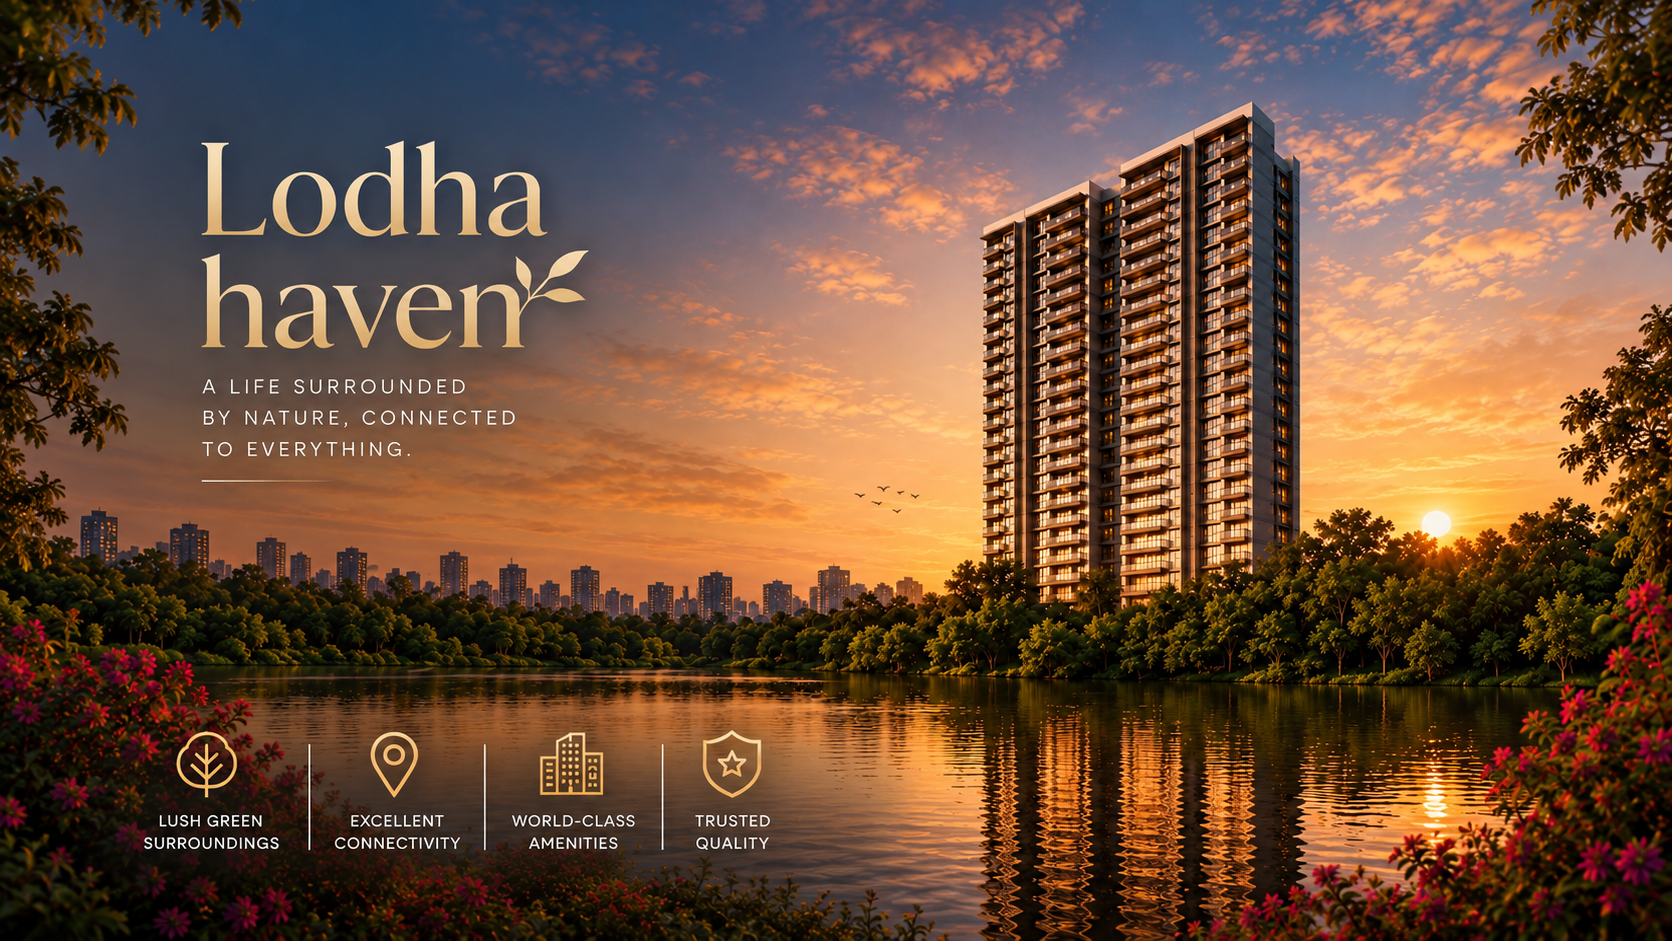 Lodha
haven
A LIFE SURROUNDED
BY NATURE, CONNECTED
TO EVERYTHING.
LUSH GREEN
SURROUNDINGS
EXCELLENT
CONNECTIVITY
WORLD-CLASS
AMENITIES
TRUSTED
QUALITY